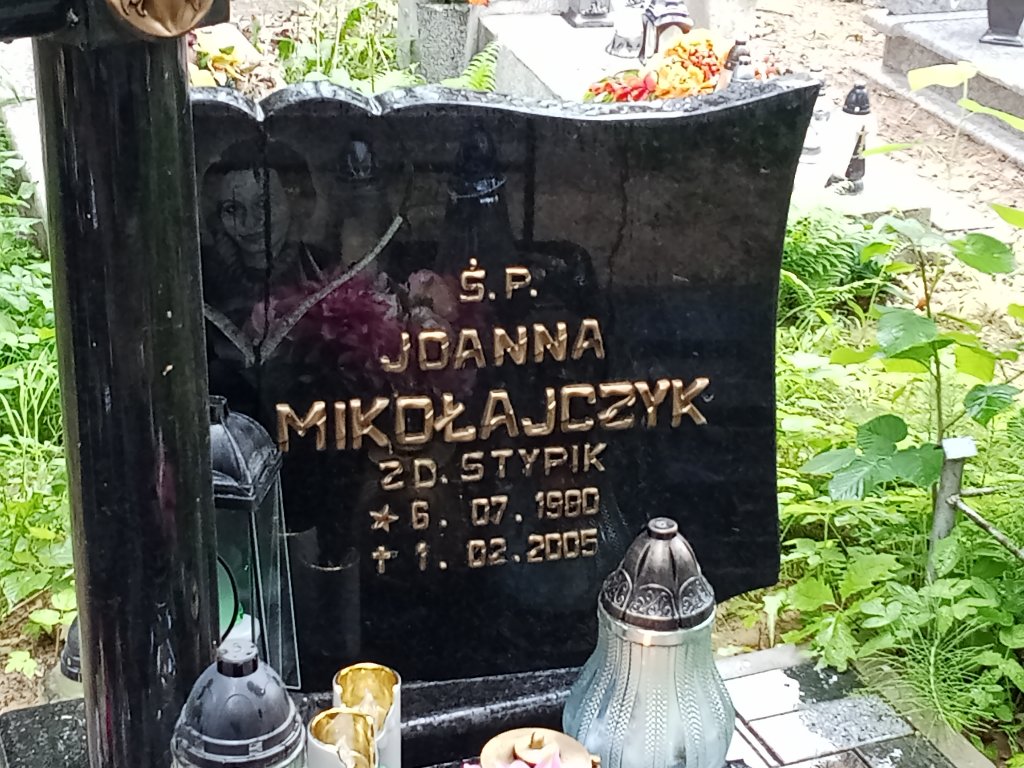 Ś.P.
JOANNA
MIKOŁAJCZYK
ZD. STYPIK
* 6. 07. 1980
† 1. 02. 2005